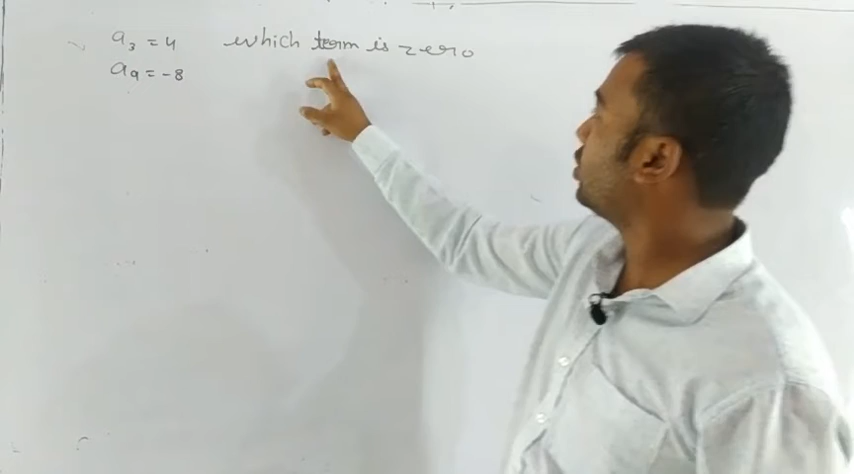 a₃ = 4 which term is zero
a₉ = -8